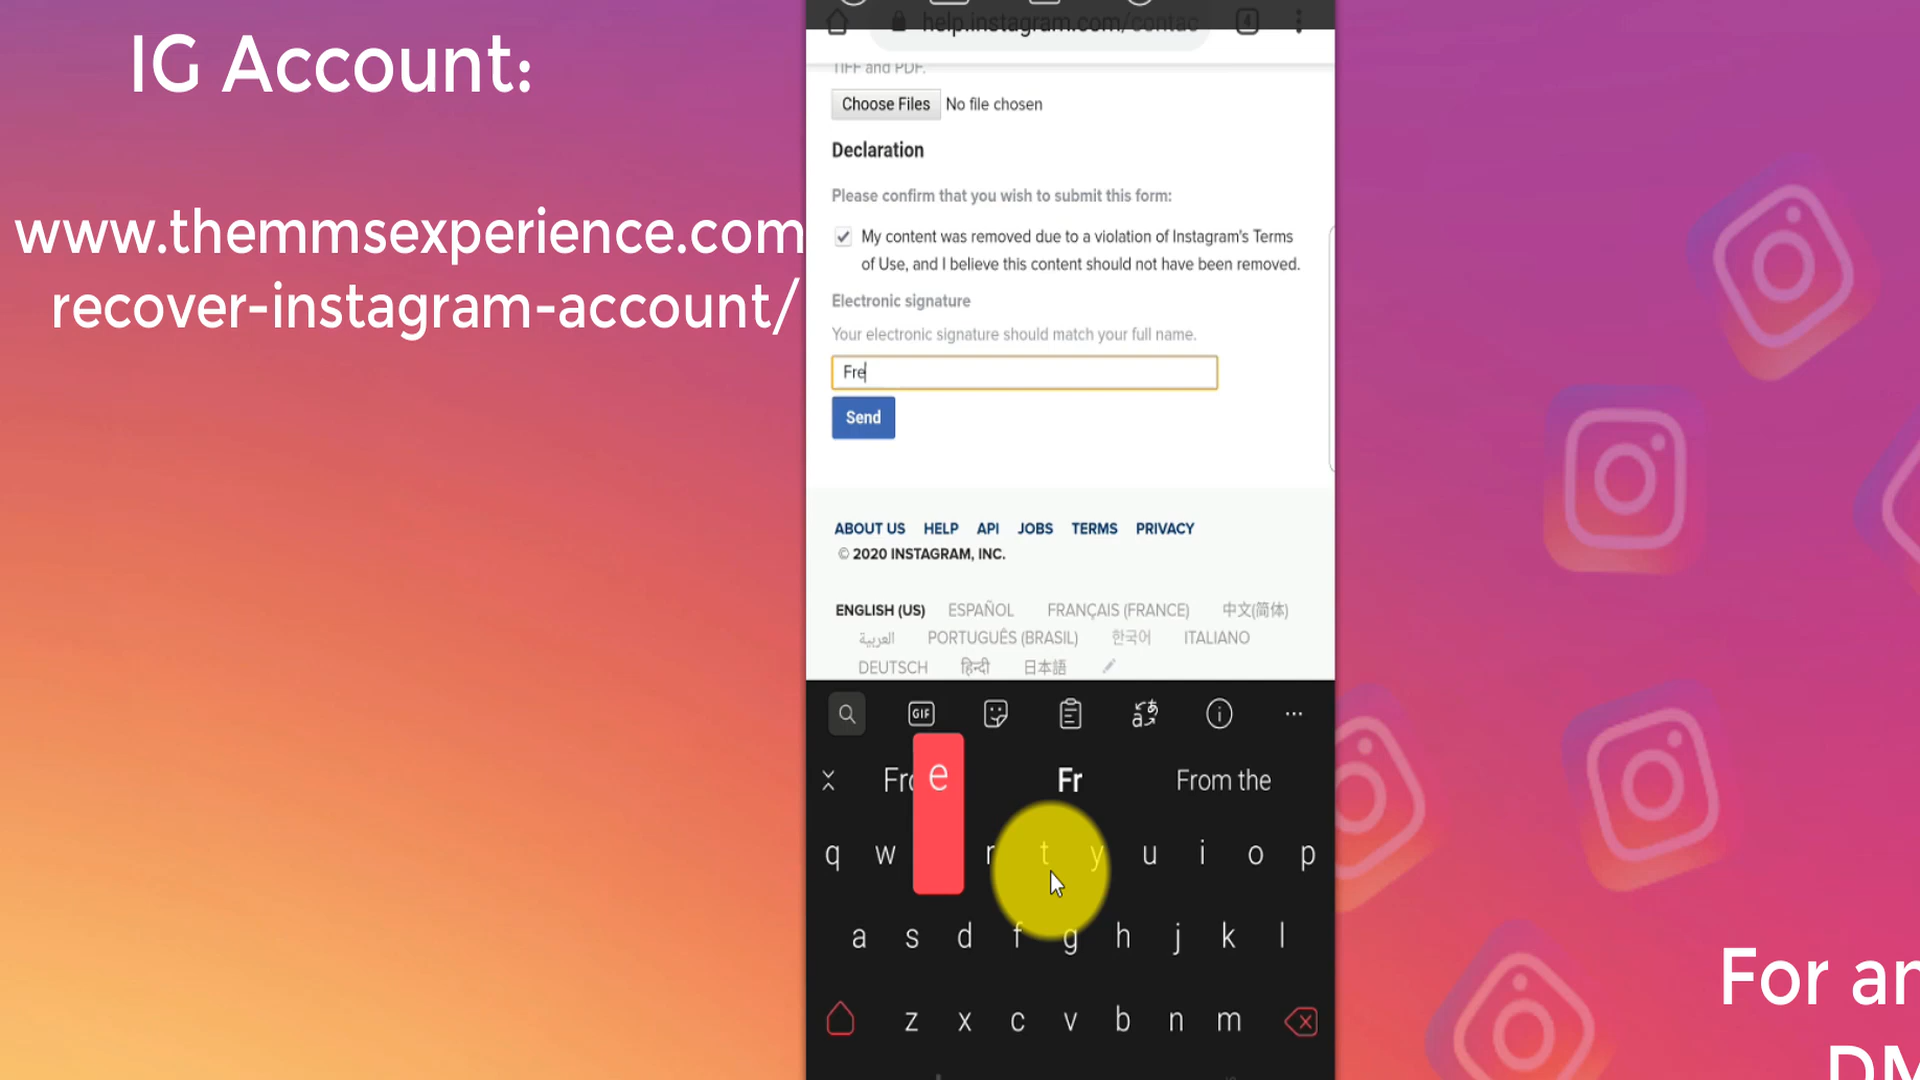 IG Account:
www.themmsexperience.com
recover-instagram-account/
help.instagram.com/contac
4
TIFF and PDF.
Choose Files No file chosen
Declaration
Please confirm that you wish to submit this form:
My content was removed due to a violation of Instagram's Terms
of Use, and I believe this content should not have been removed.
Electronic signature
Your electronic signature should match your full name.
Fre
Send
ABOUT US HELP API JOBS TERMS PRIVACY
© 2020 INSTAGRAM, INC.
ENGLISH (US) ESPAÑOL FRANÇAIS (FRANCE) 中文(简体)
العربية PORTUGUÊS (BRASIL) 한국어 ITALIANO
DEUTSCH हिन्दी 日本語
GIF
e Fr From the
q w r t y u i o p
a s d f g h j k l
z x c v b n m
For an
DM